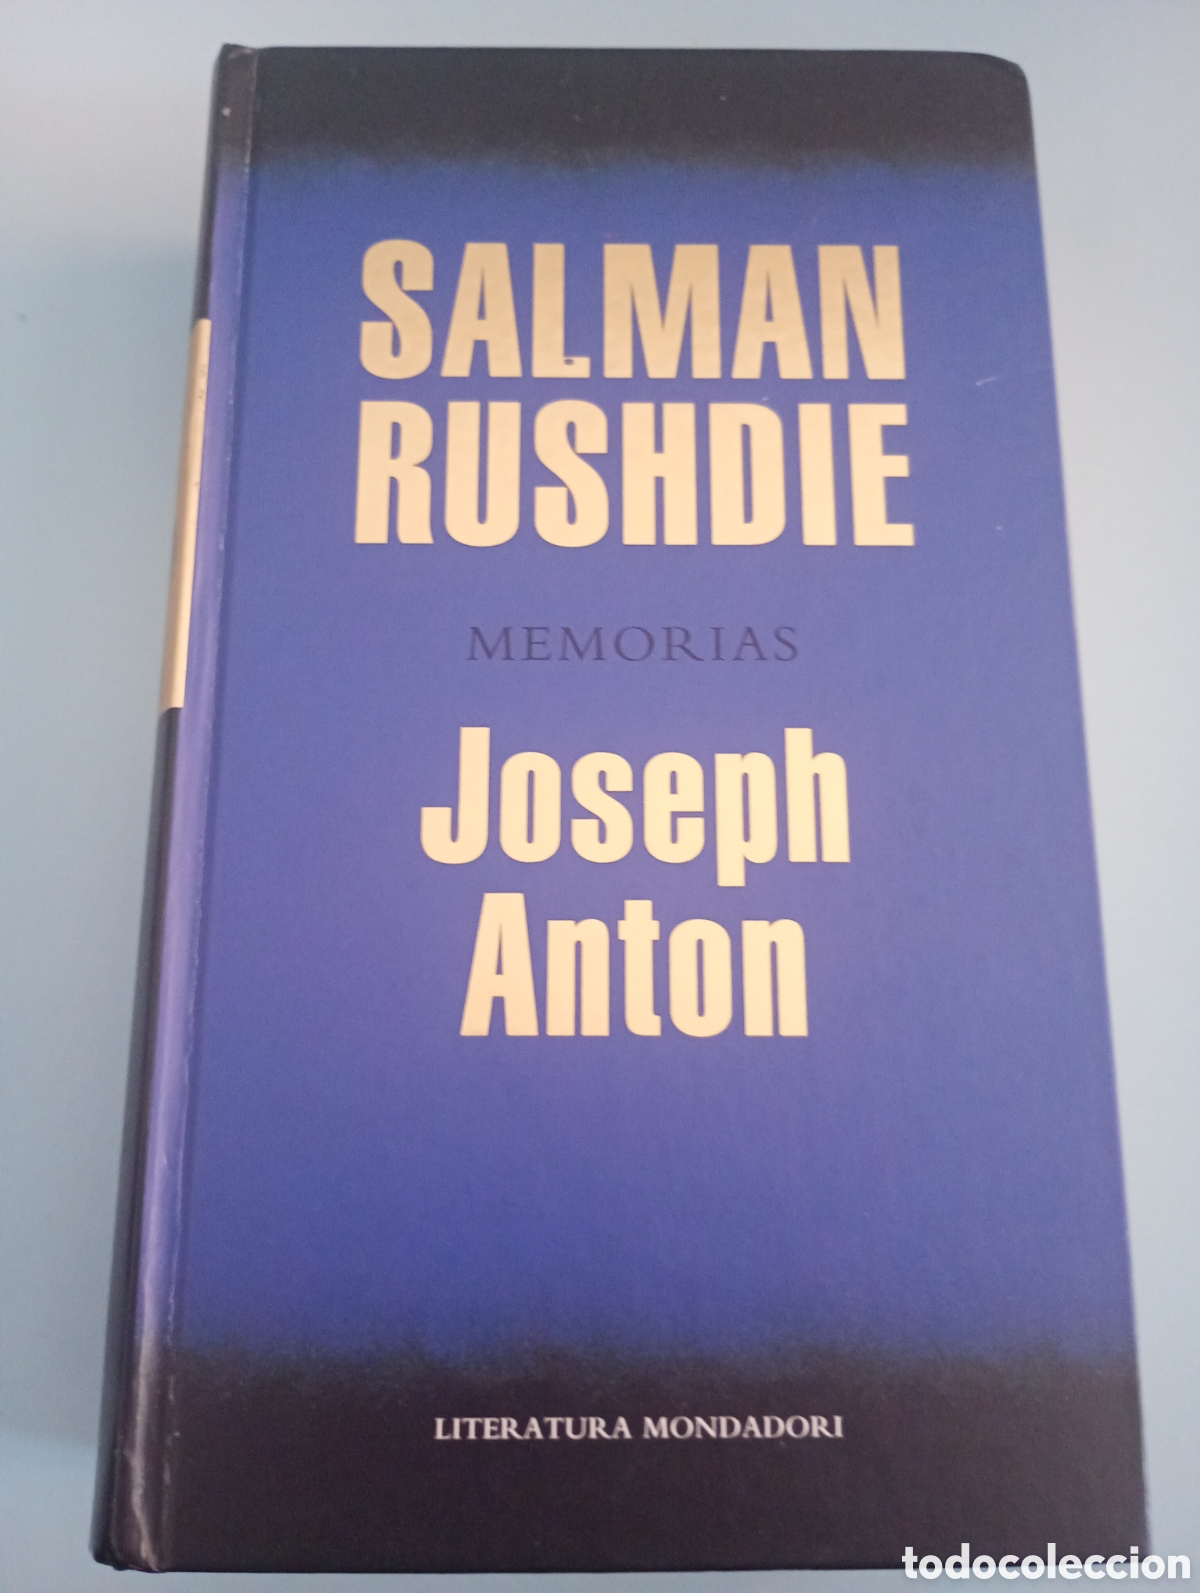 SALMAN
RUSHDIE
MEMORIAS
Joseph
Anton
LITERATURA MONDADORI
todocoleccion